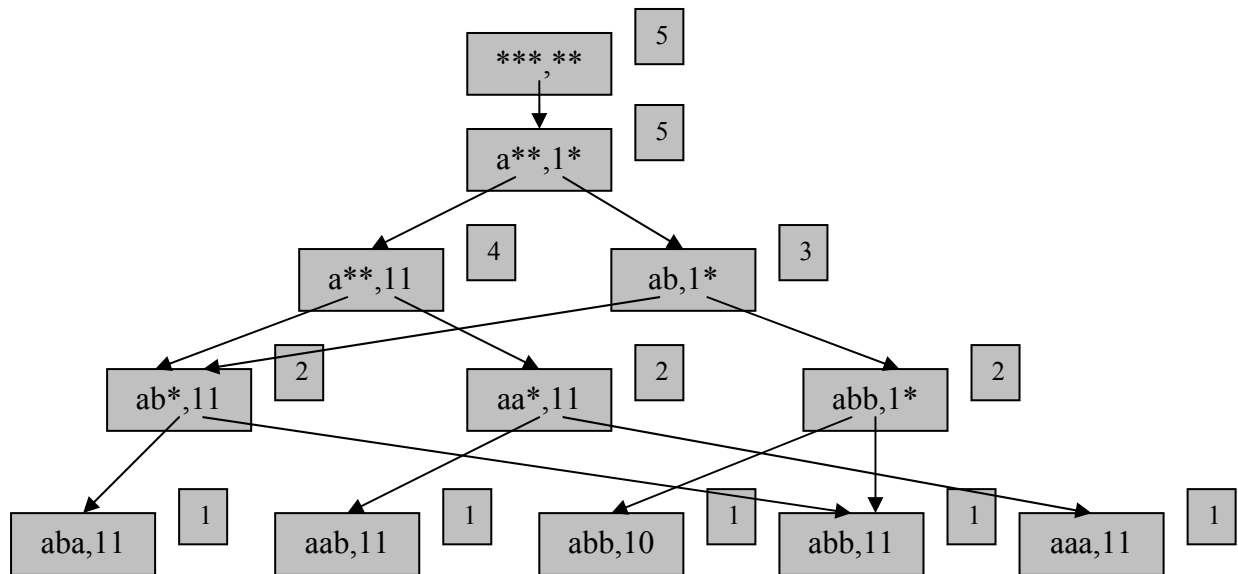 5
***,**
5
a**,1*
4
3
a**,11
ab,1*
2
2
2
ab*,11
aa*,11
abb,1*
1
1
1
1
1
aba,11
aab,11
abb,10
abb,11
aaa,11